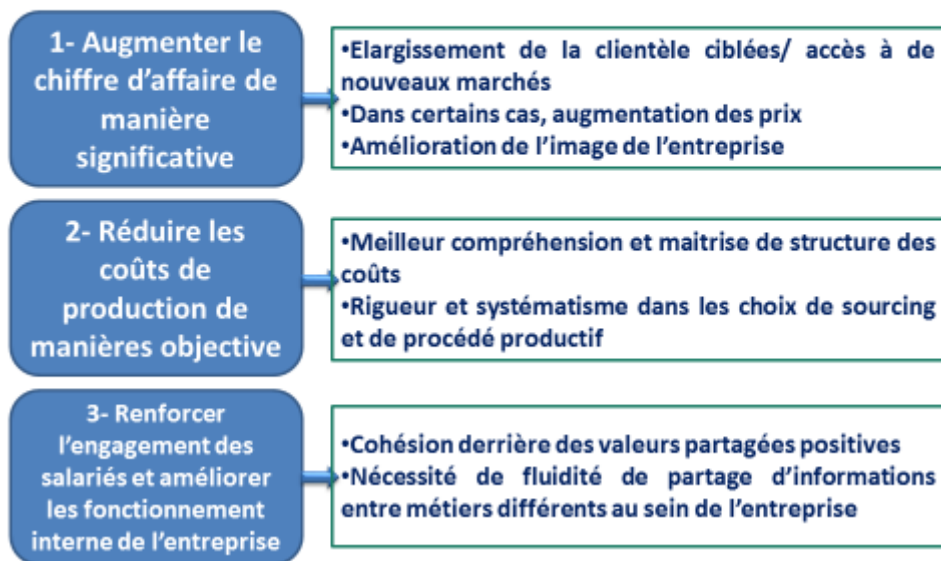 1- Augmenter le
chiffre d'affaire de
manière
significative
•Elargissement de la clientèle ciblées/ accès à de
nouveaux marchés
•Dans certains cas, augmentation des prix
•Amélioration de l'image de l'entreprise
2- Réduire les
coûts de
production de
manières objective
•Meilleur compréhension et maitrise de structure des
coûts
•Rigueur et systématisme dans les choix de sourcing
et de procédé productif
3- Renforcer
l'engagement des
salariés et améliorer
les fonctionnement
interne de l'entreprise
•Cohésion derrière des valeurs partagées positives
•Nécessité de fluidité de partage d'informations
entre métiers différents au sein de l'entreprise